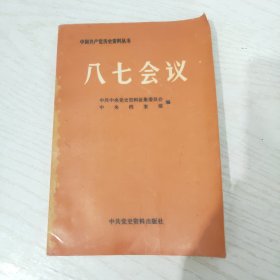 中国共产党历史资料丛书
八七会议
中共中央党史资料征集委员会
中央档案馆 编
中共党史资料出版社